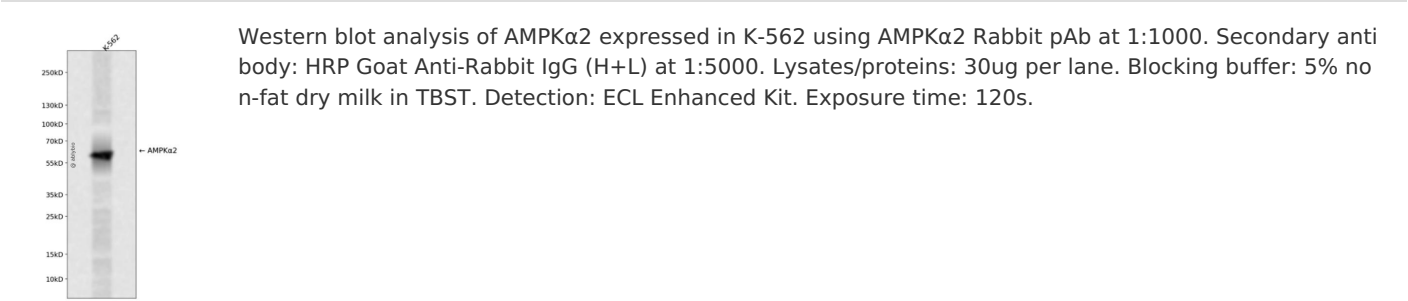 K-562
250kD
130kD
100kD
70kD
55kD
35kD
25kD
15kD
10kD
← AMPKα2
Western blot analysis of AMPKα2 expressed in K-562 using AMPKα2 Rabbit pAb at 1:1000. Secondary anti
body: HRP Goat Anti-Rabbit IgG (H+L) at 1:5000. Lysates/proteins: 30ug per lane. Blocking buffer: 5% no
n-fat dry milk in TBST. Detection: ECL Enhanced Kit. Exposure time: 120s.